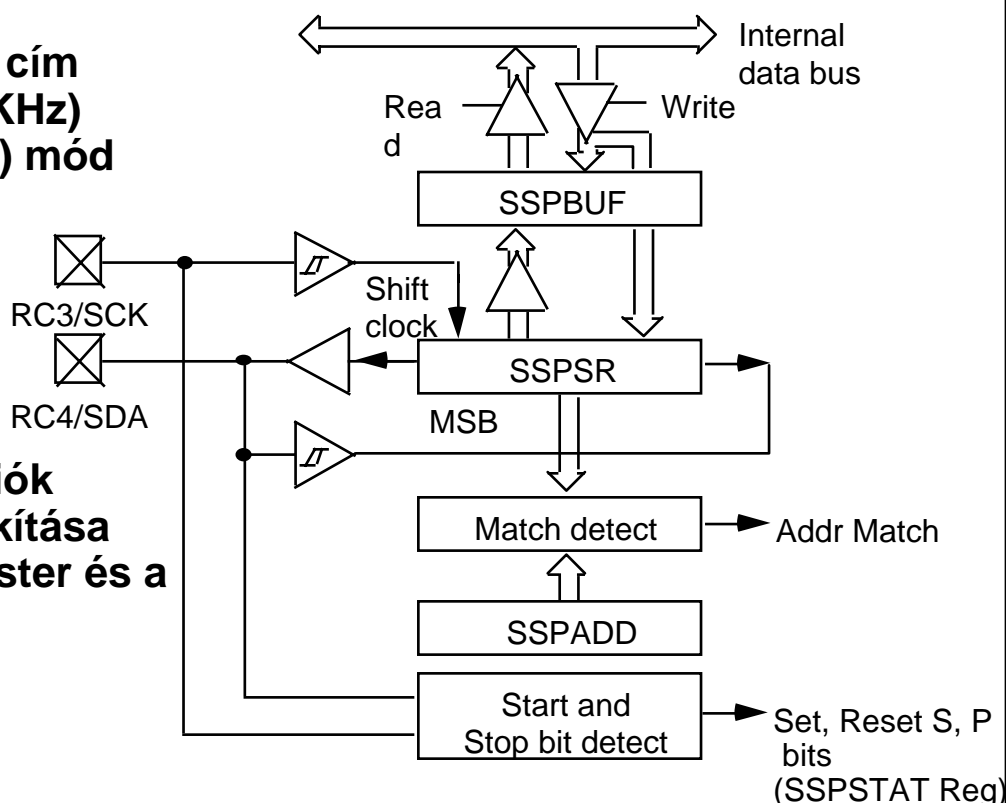 cím
KHz)
) mód
Internal
data bus
Rea
d
Write
SSPBUF
RC3/SCK
Shift
clock
SSPSR
RC4/SDA
MSB
iók
kítása
ster és a
Match detect
Addr Match
SSPADD
Start and
Stop bit detect
Set, Reset S, P
bits
(SSPSTAT Reg)